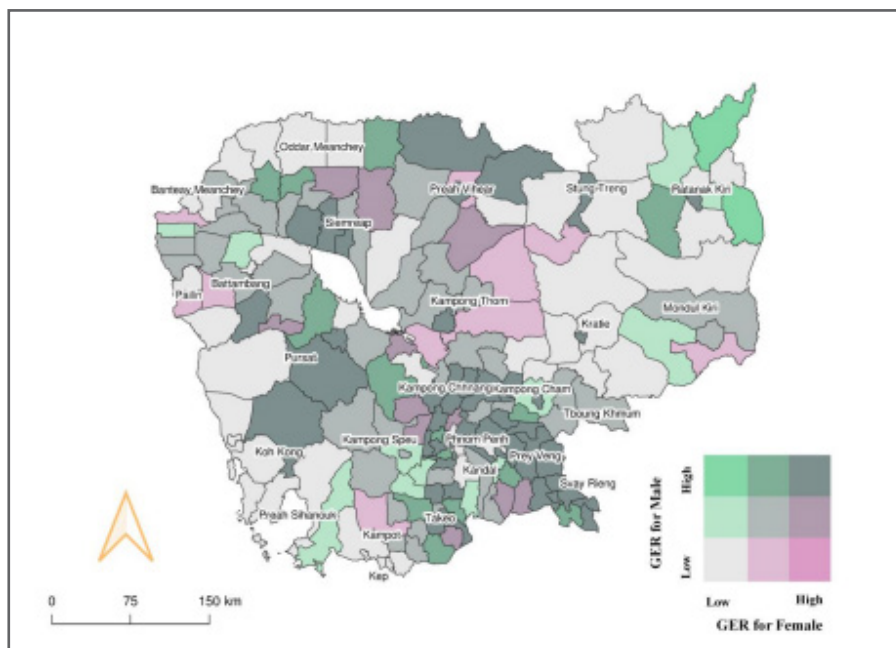 Oddar Meanchey
Banteay Meanchey
Preah Vihear
Stung Treng
Ratanak Kiri
Siemreap
Battambang
Pailin
Kampong Thom
Mondul Kiri
Kratie
Pursat
Kampong Chhnang
Kampong Cham
Tboung Khmum
Kampong Speu
Phnom Penh
Prey Veng
Koh Kong
Kandal
Svay Rieng
Preah Sihanouk
Takeo
Kampot
Kep
0 75 150 km
High
GER for Male
Low
Low High
GER for Female